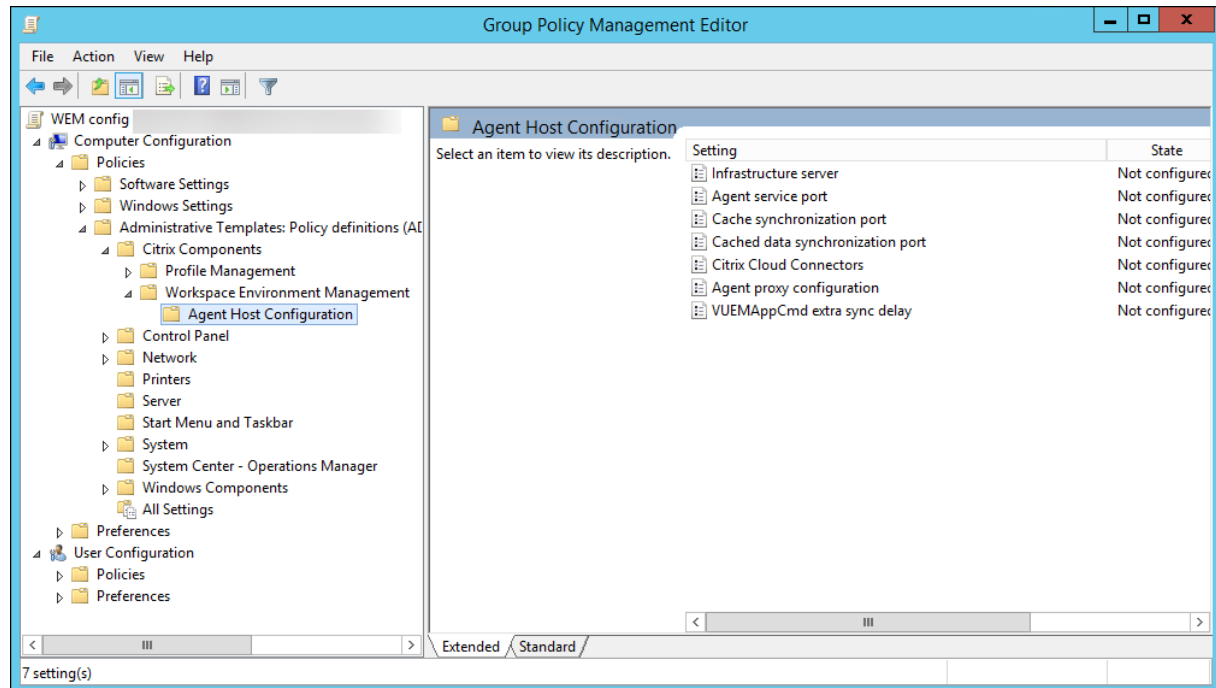 Group Policy Management Editor
File Action View Help
WEM config
Computer Configuration
Policies
Software Settings
Windows Settings
Administrative Templates: Policy definitions (AD
Citrix Components
Profile Management
Workspace Environment Management
Agent Host Configuration
Control Panel
Network
Printers
Server
Start Menu and Taskbar
System
System Center - Operations Manager
Windows Components
All Settings
Preferences
User Configuration
Policies
Preferences
Agent Host Configuration
Select an item to view its description.
Setting State
Infrastructure server Not configured
Agent service port Not configured
Cache synchronization port Not configured
Cached data synchronization port Not configured
Citrix Cloud Connectors Not configured
Agent proxy configuration Not configured
VUEMAppCmd extra sync delay Not configured
Extended Standard
7 setting(s)